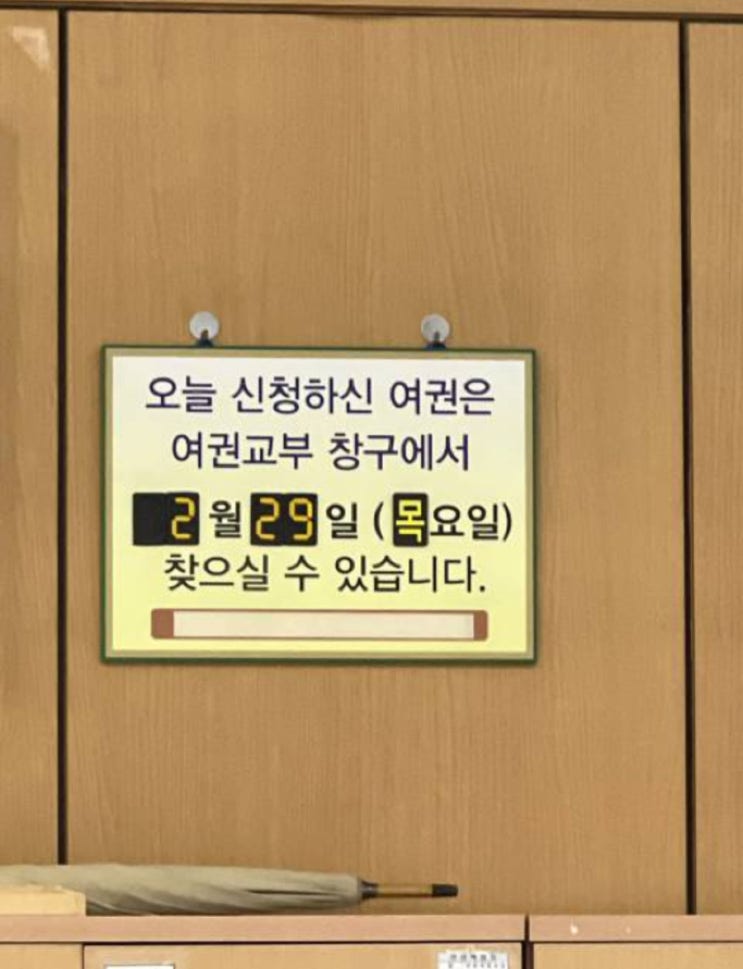 오늘 신청하신 여권은
여권교부 창구에서
2월 29일 (목요일)
찾으실 수 있습니다.